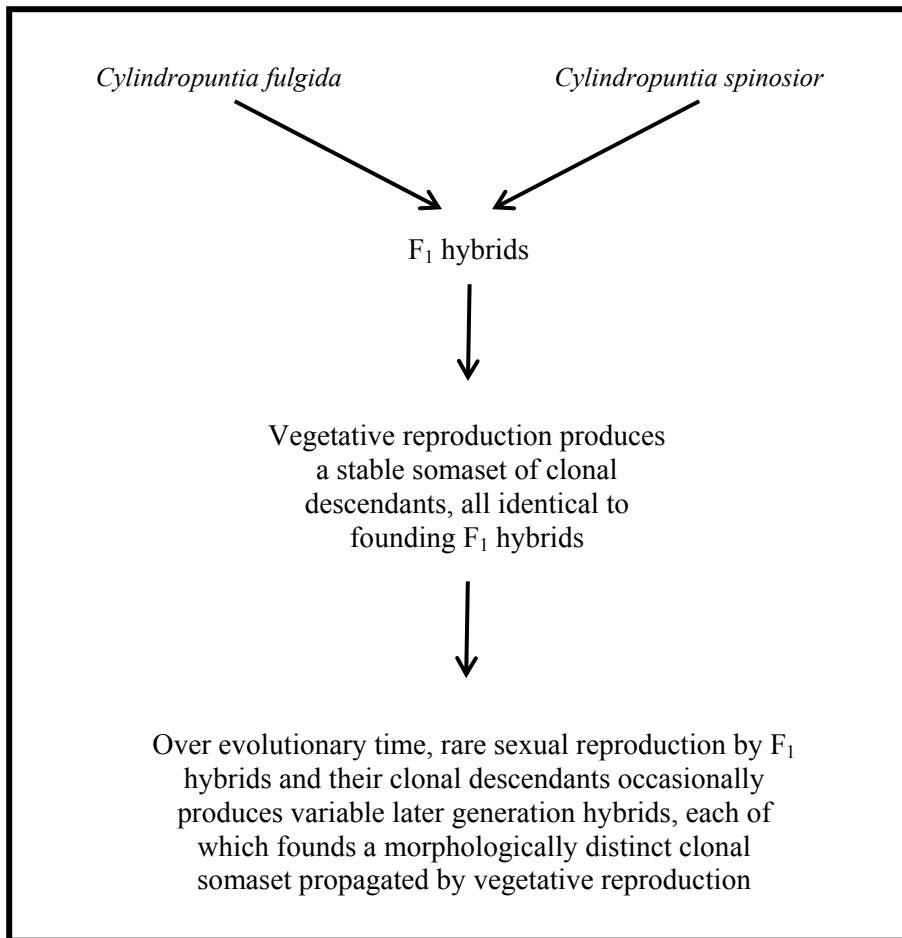 Cylindropuntia fulgida Cylindropuntia spinosior
F₁ hybrids
Vegetative reproduction produces
a stable somaset of clonal
descendants, all identical to
founding F₁ hybrids
Over evolutionary time, rare sexual reproduction by F₁
hybrids and their clonal descendants occasionally
produces variable later generation hybrids, each of
which founds a morphologically distinct clonal
somaset propagated by vegetative reproduction